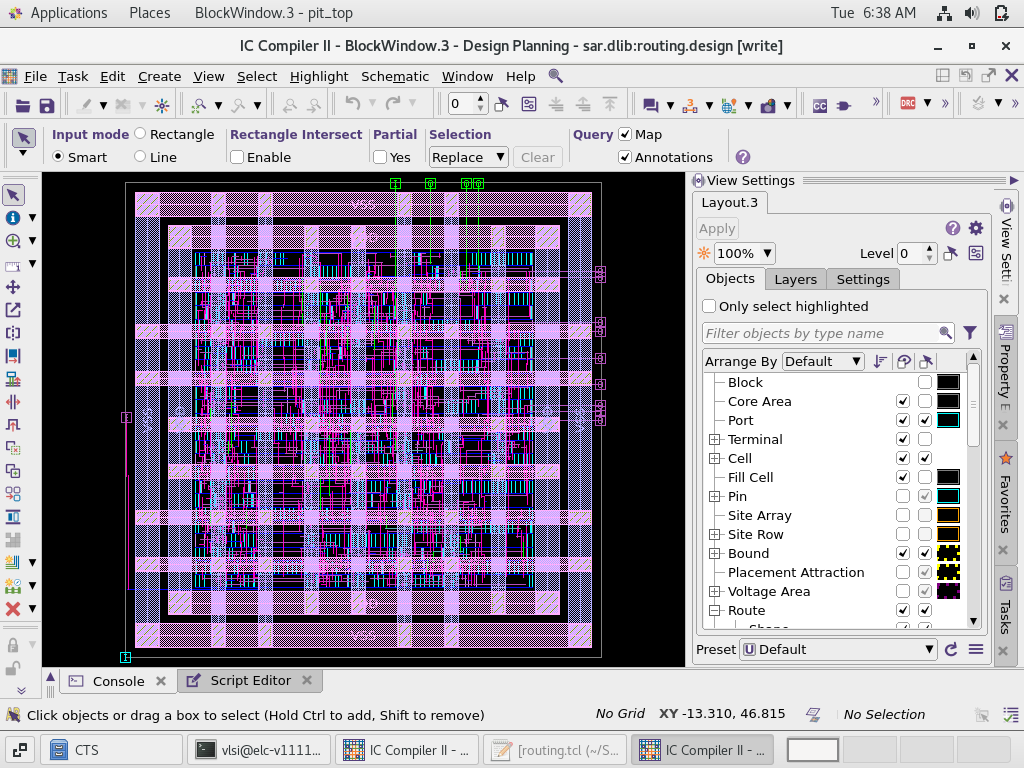 Applications Places BlockWindow.3 - pit_top Tue 6:38 AM
IC Compiler II - BlockWindow.3 - Design Planning - sar.dlib:routing.design [write]
File Task Edit Create View Select Highlight Schematic Window Help
0
CC
DRC
Input mode Rectangle Rectangle Intersect Partial Selection Query Map
Smart Line Enable Yes Replace Clear Annotations
View Settings
Layout.3
Apply
100% Level 0
Objects Layers Settings
Only select highlighted
Filter objects by type name
Arrange By Default
Block
Core Area
Port
Terminal
Cell
Fill Cell
Pin
Site Array
Site Row
Bound
Placement Attraction
Voltage Area
Route
Shape
Preset Default
View Setti
Property E
Favorites
Tasks
Console Script Editor
Click objects or drag a box to select (Hold Ctrl to add, Shift to remove) No Grid XY -13.310, 46.815 No Selection
CTS vlsi@elc-v1111... IC Compiler II - ... [routing.tcl (~/S... IC Compiler II - ...